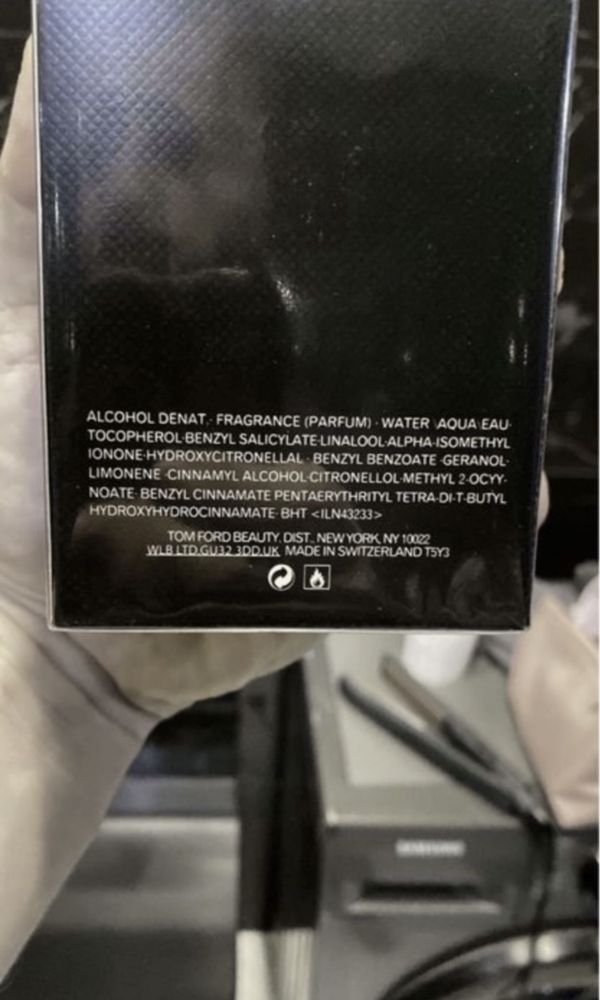 ALCOHOL DENAT.· FRAGRANCE (PARFUM) · WATER \AQUA\EAU·
TOCOPHEROL·BENZYL SALICYLATE·LINALOOL·ALPHA-ISOMETHYL
IONONE·HYDROXYCITRONELLAL · BENZYL BENZOATE ·GERANOL·
LIMONENE ·CINNAMYL ALCOHOL·CITRONELLOL·METHYL 2-OCYY-
NOATE· BENZYL CINNAMATE PENTAERYTHRITYL TETRA-DI-T-BUTYL
HYDROXYHYDROCINNAMATE· BHT <ILN43233>
TOM FORD BEAUTY, DIST., NEW YORK, NY 10022
WLB LTD,GU32 3DD,UK MADE IN SWITZERLAND T5Y3
SAMSUNG